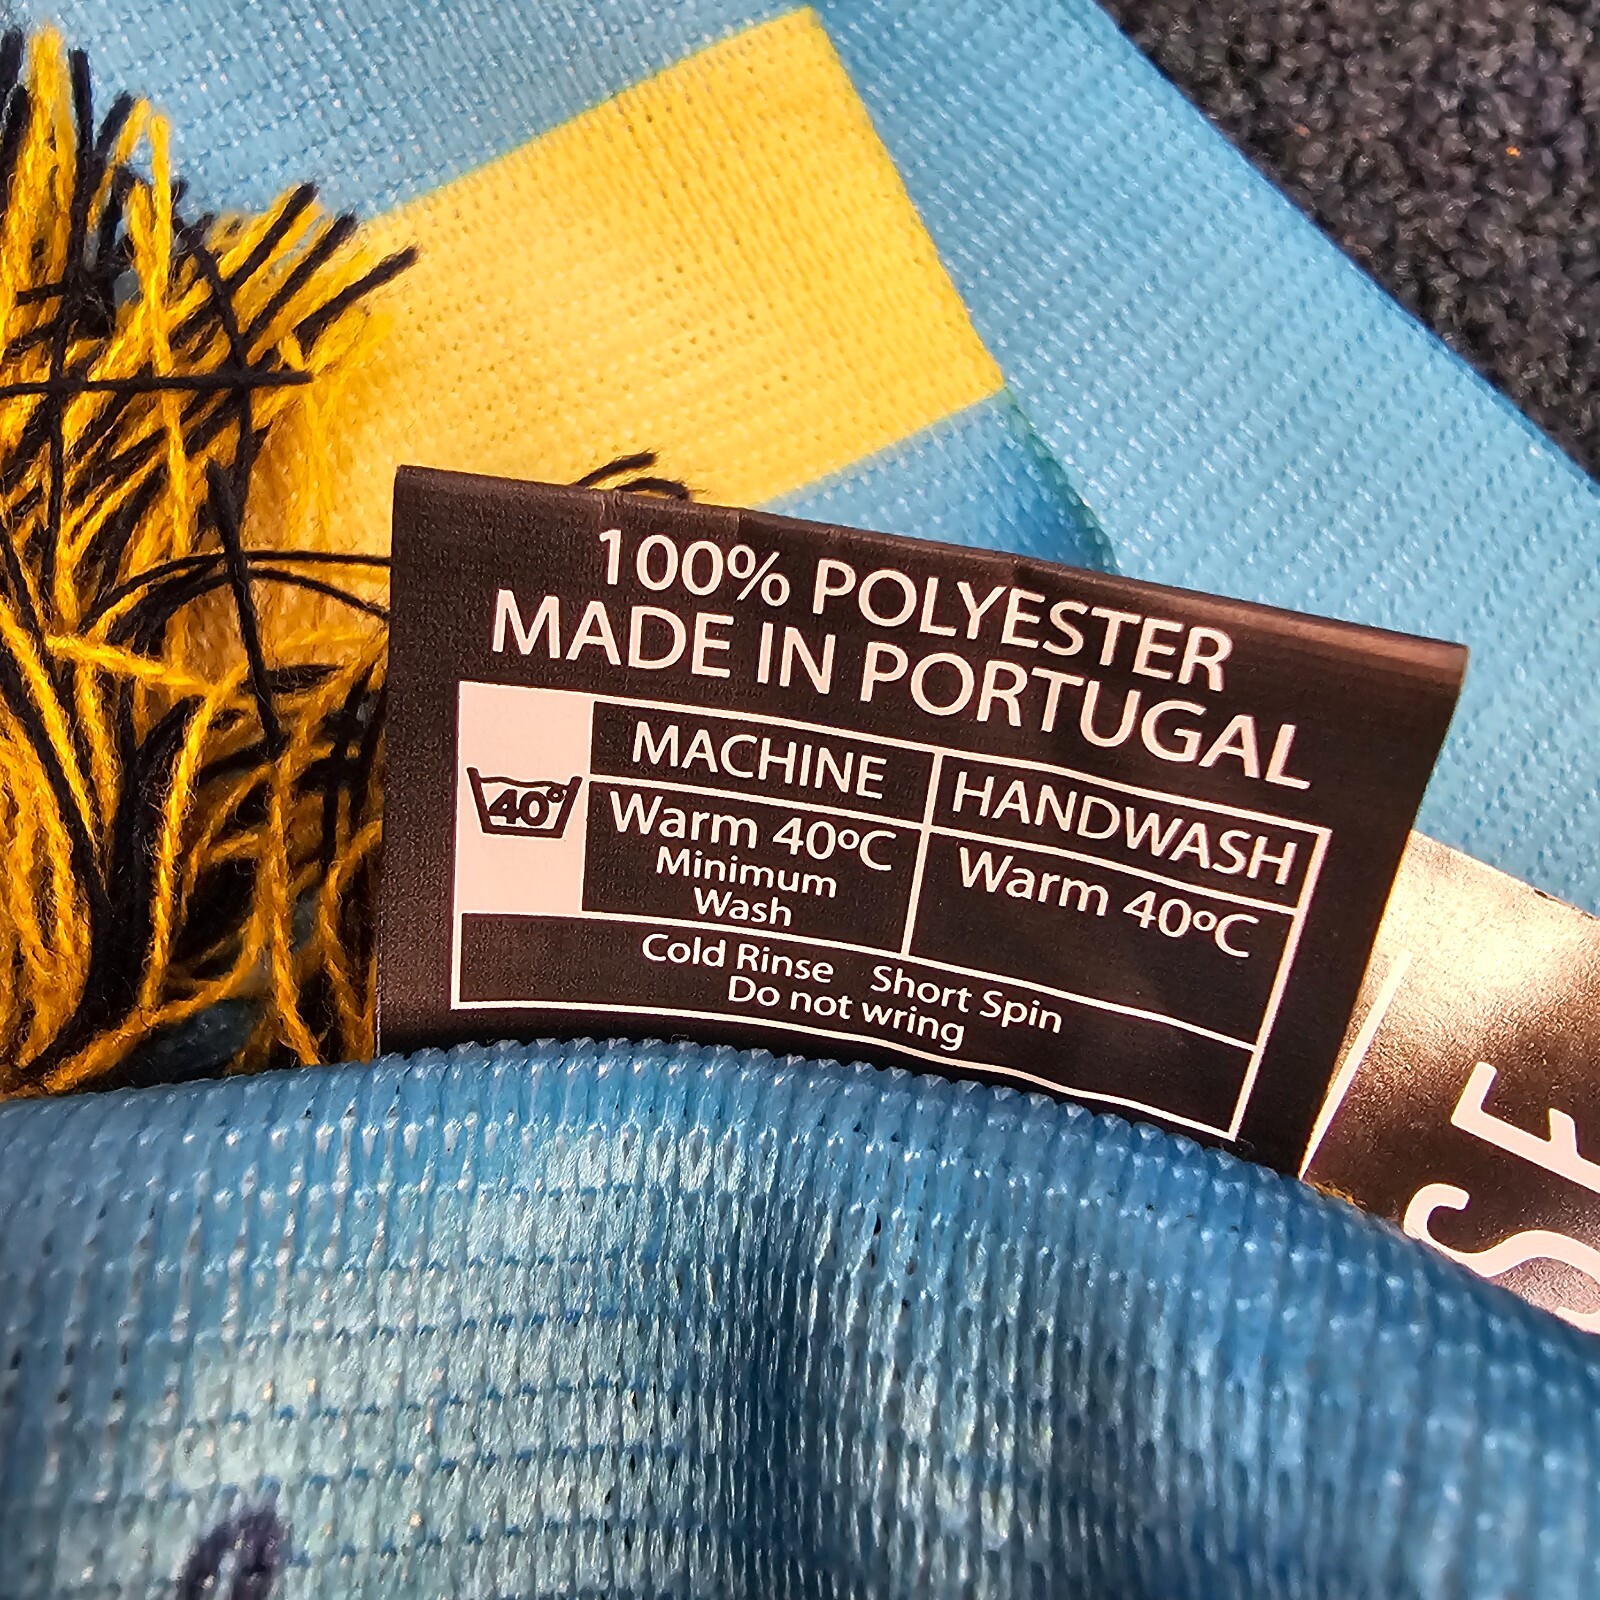 100% POLYESTER
MADE IN PORTUGAL
MACHINE
HANDWASH
40°
Warm 40ºC
Minimum
Wash
Warm 40ºC
Cold Rinse Short Spin
Do not wring